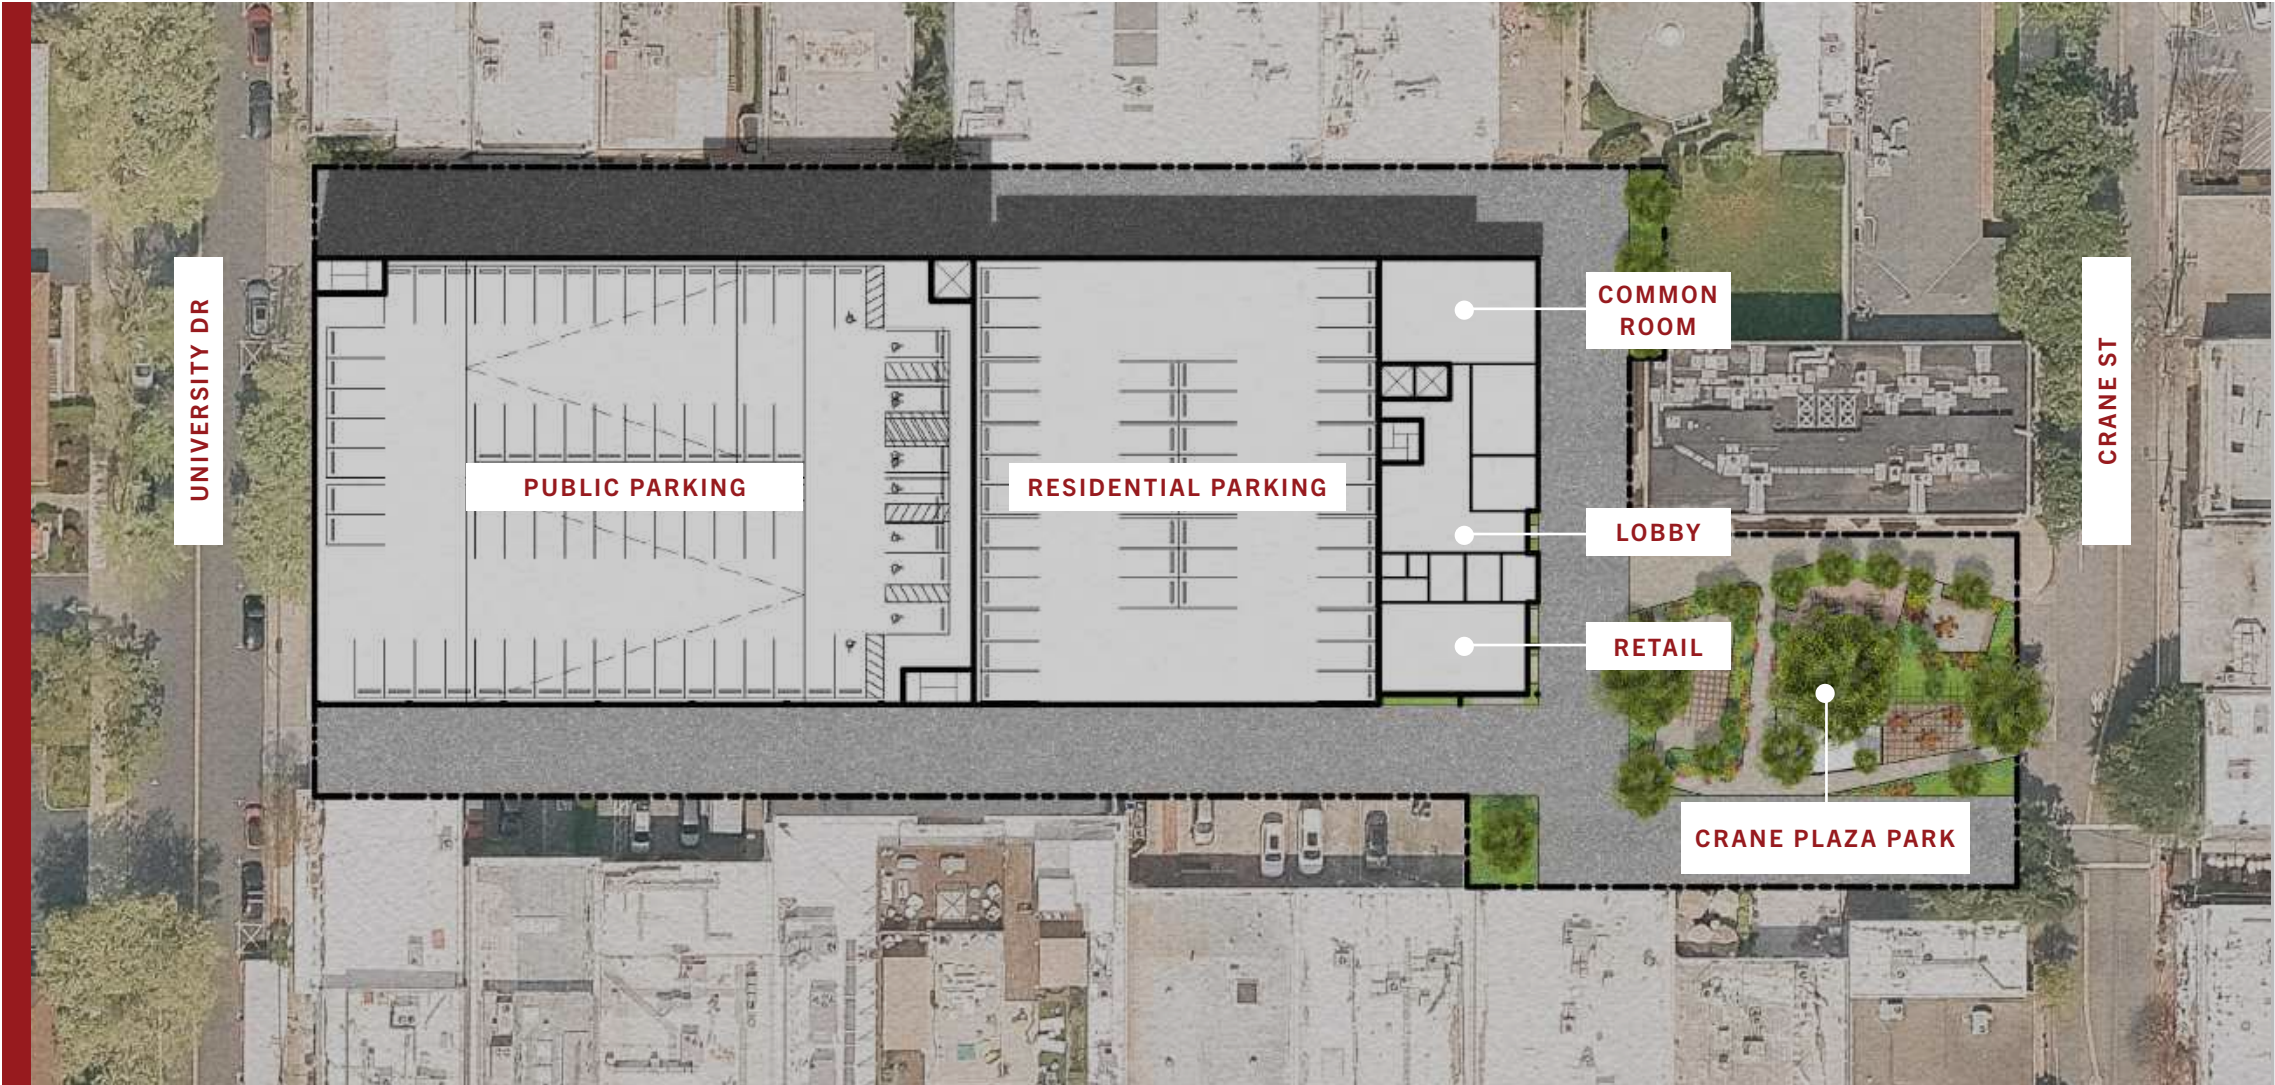 UNIVERSITY DR
PUBLIC PARKING
RESIDENTIAL PARKING
COMMON
ROOM
LOBBY
RETAIL
CRANE PLAZA PARK
CRANE ST